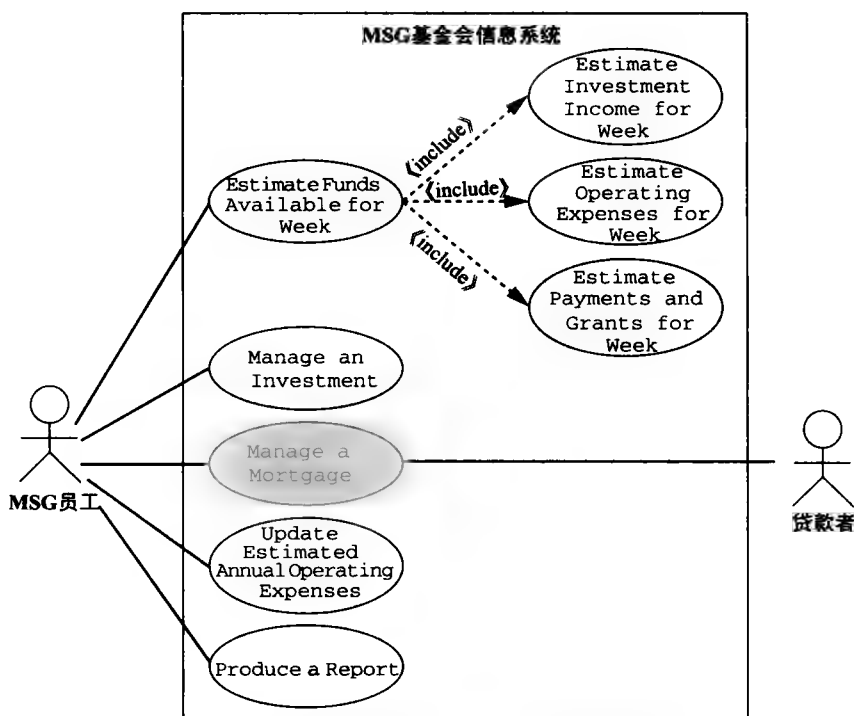 MSG基金会信息系统
Estimate
Investment
Income for
Week
《include》
Estimate Funds
Available for
Week
《include》
Estimate
Operating
Expenses for
Week
《include》
Estimate
Payments and
Grants for
Week
Manage an
Investment
Manage a
Mortgage
MSG员工
贷款者
Update
Estimated
Annual Operating
Expenses
Produce a Report